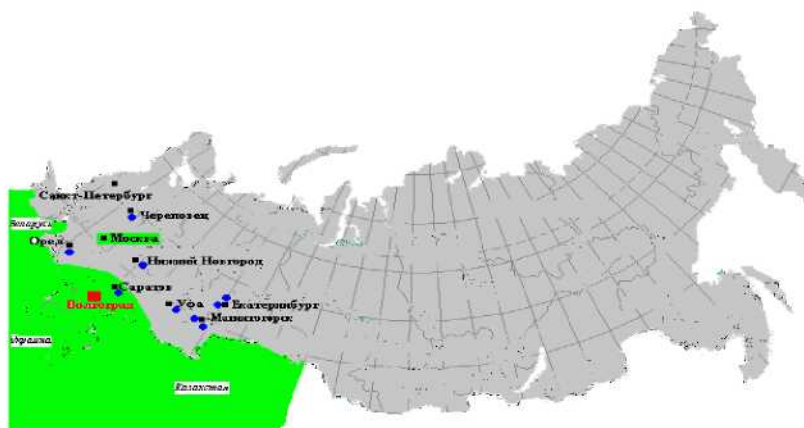 Санкт-Петербург
Череповец
Беларусь
Орел
Москва
Нижний Новгород
Саратов
Волгоград
Уфа
Екатеринбург
Магнитогорск
Украина
Казахстан